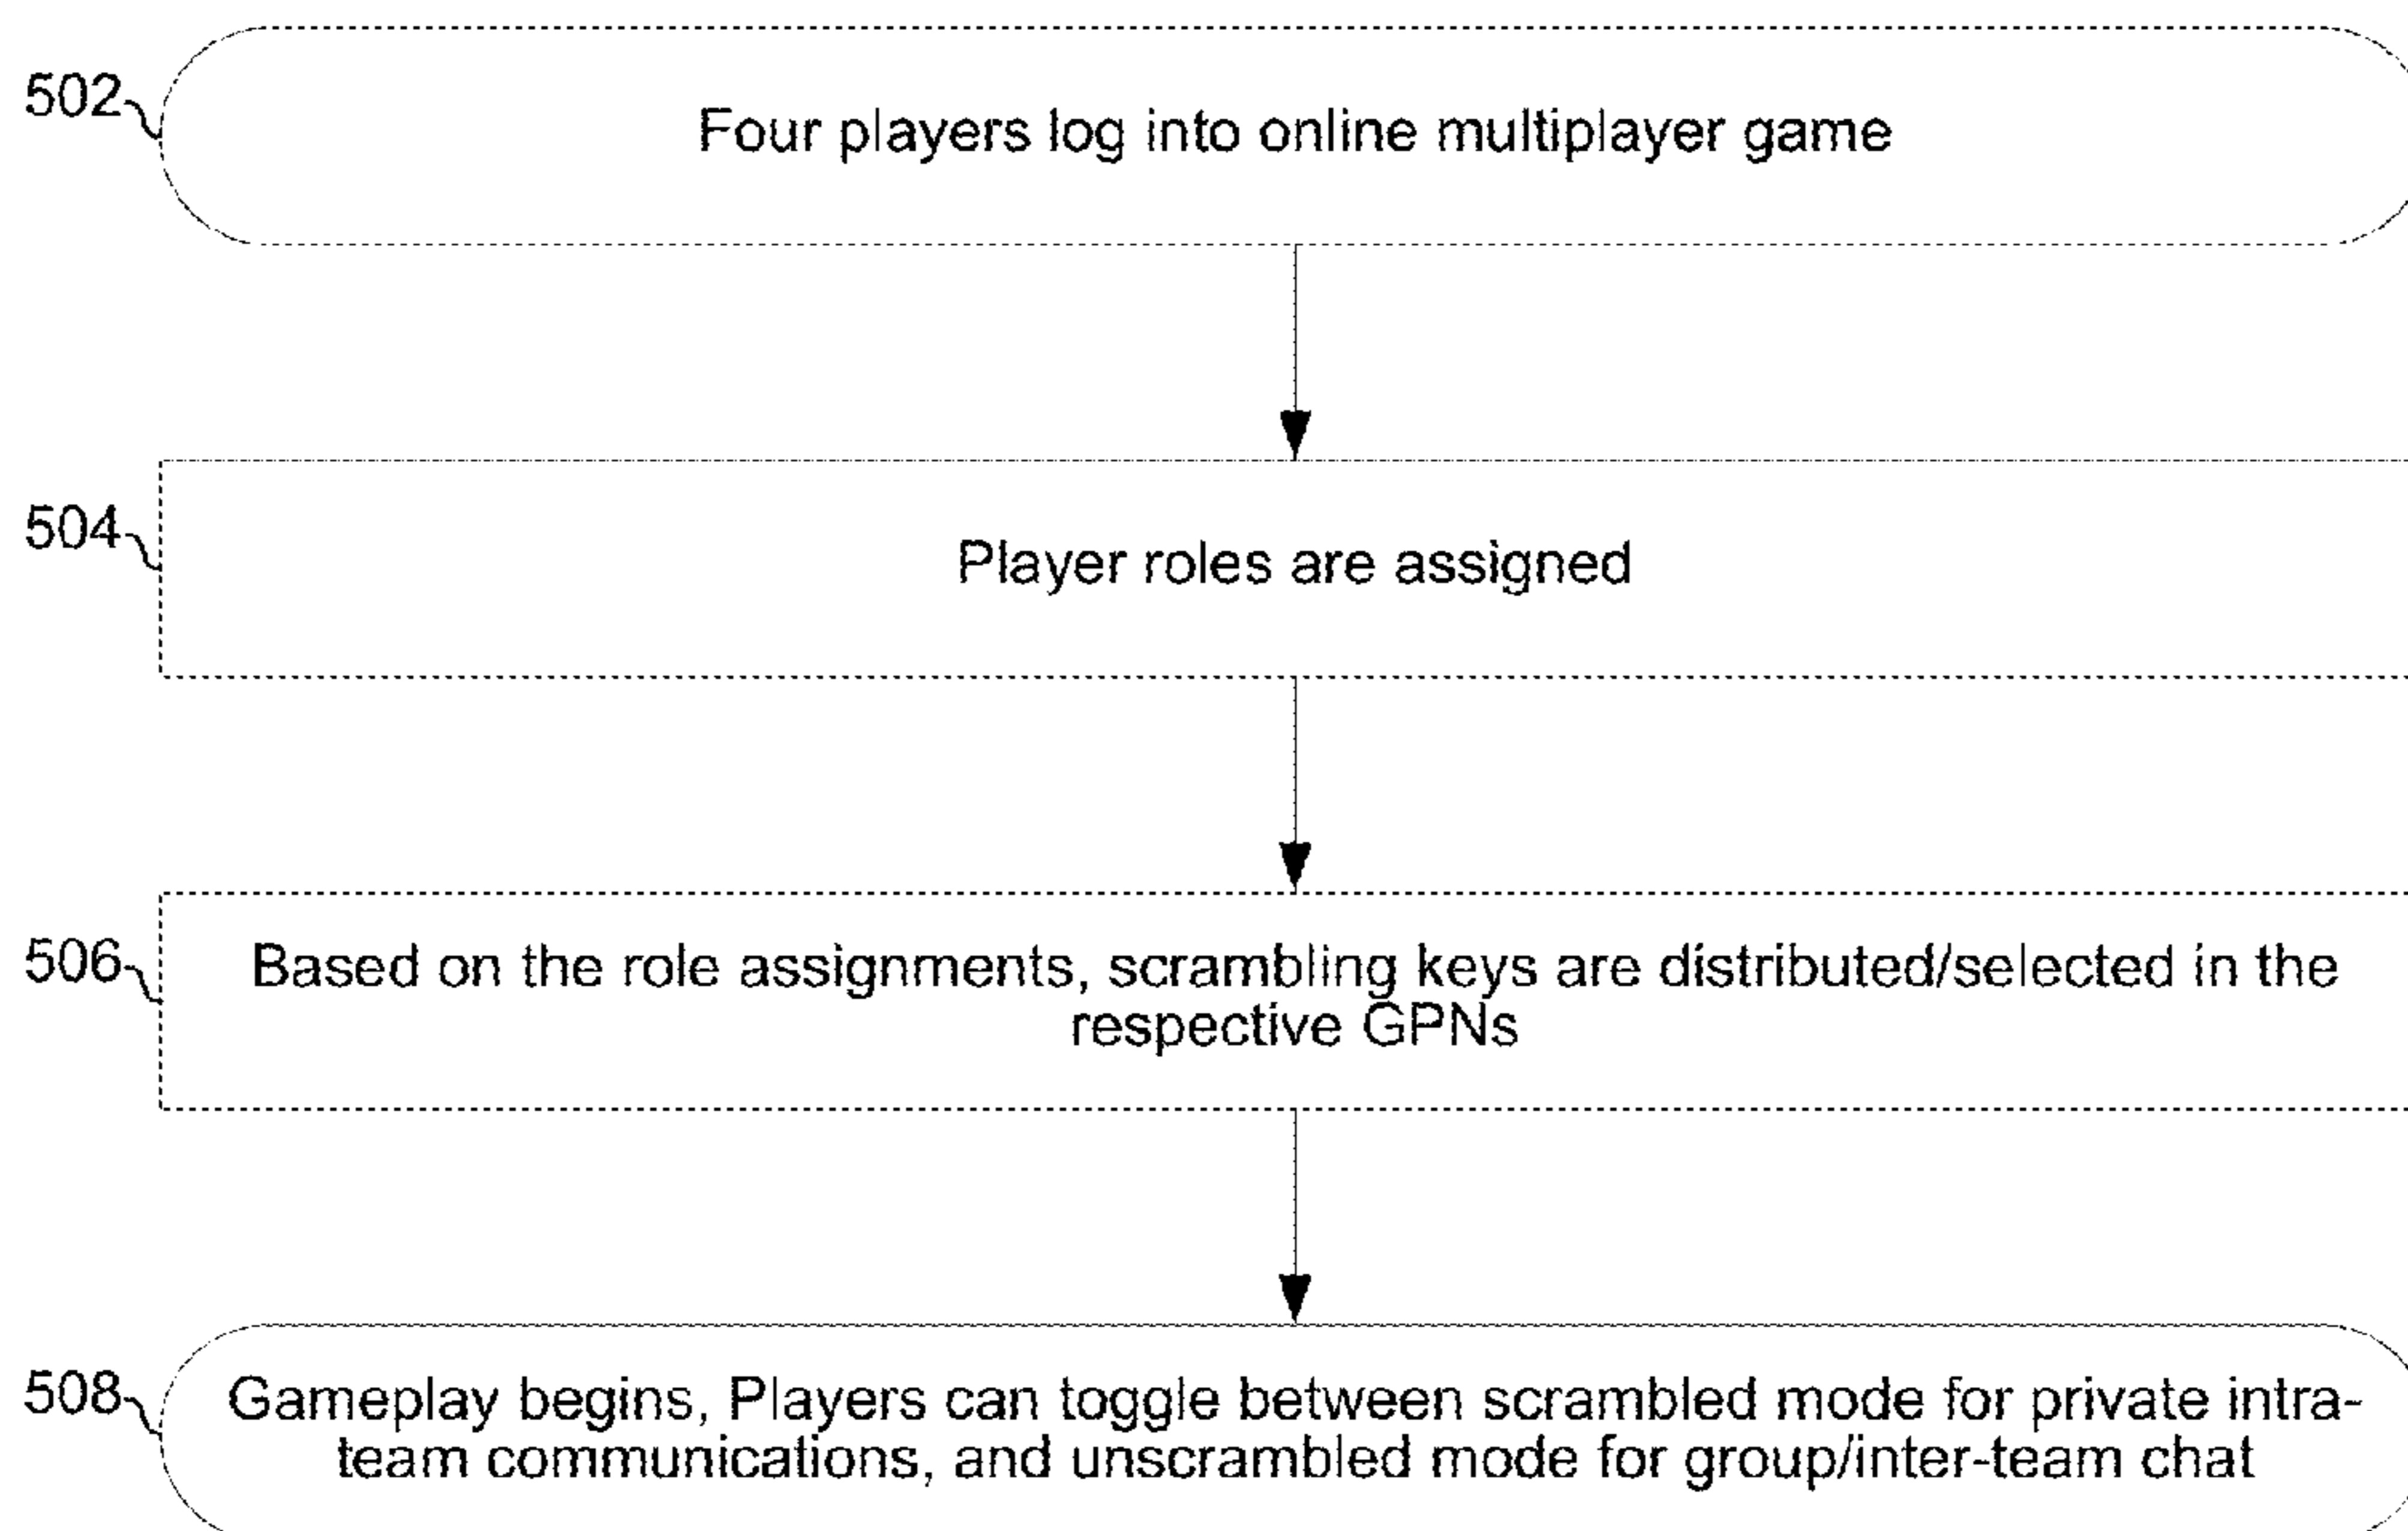 502
Four players log into online multiplayer game
504
Player roles are assigned
506
Based on the role assignments, scrambling keys are distributed/selected in the
respective GPNs
508
Gameplay begins, Players can toggle between scrambled mode for private intra-
team communications, and unscrambled mode for group/inter-team chat